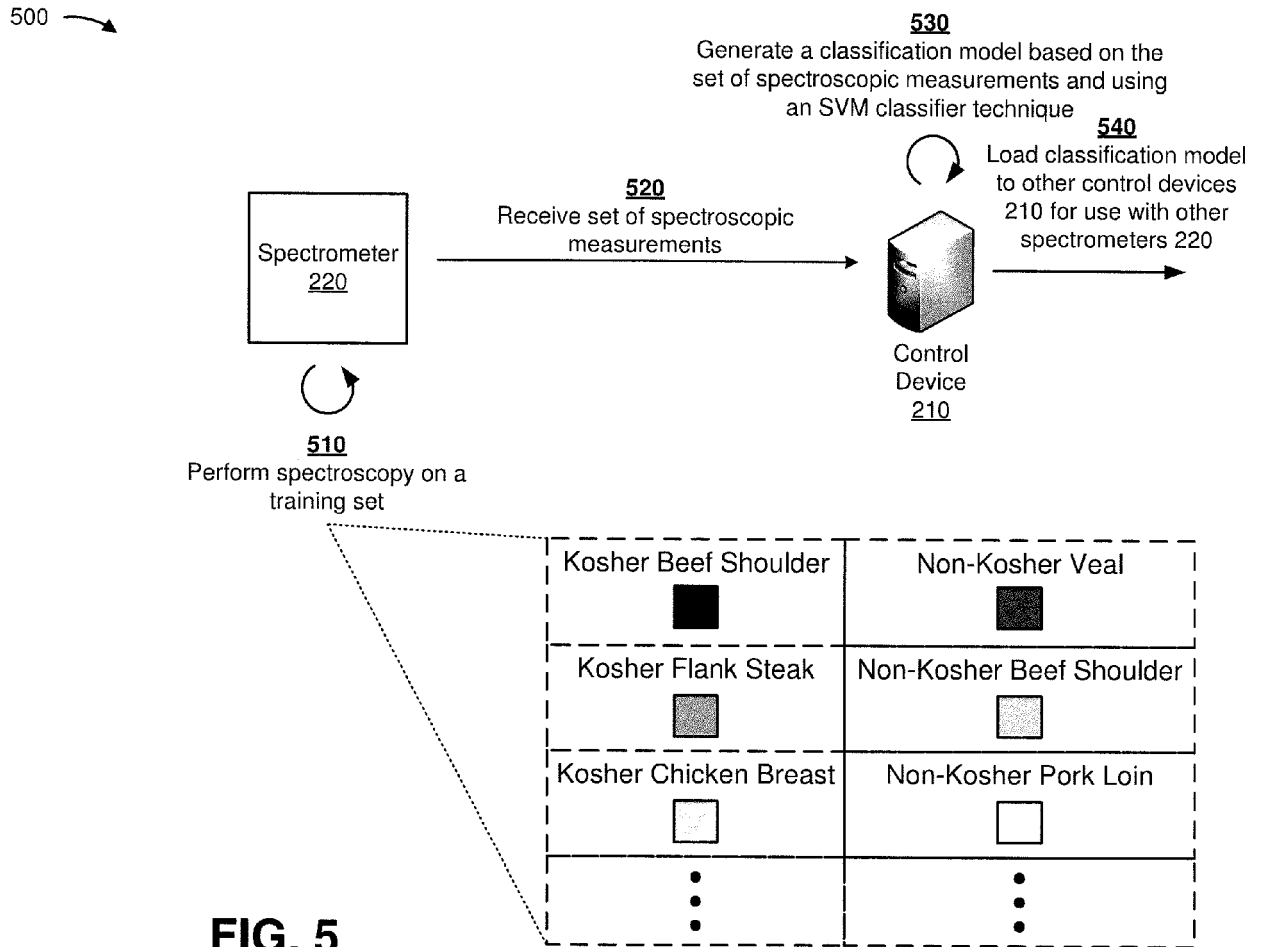 500
530
Generate a classification model based on the
set of spectroscopic measurements and using
an SVM classifier technique
540
Load classification model
to other control devices
210 for use with other
spectrometers 220
520
Receive set of spectroscopic
measurements
Spectrometer
220
Control
Device
210
510
Perform spectroscopy on a
training set
Kosher Beef Shoulder
Non-Kosher Veal
Kosher Flank Steak
Non-Kosher Beef Shoulder
Kosher Chicken Breast
Non-Kosher Pork Loin
FIG. 5